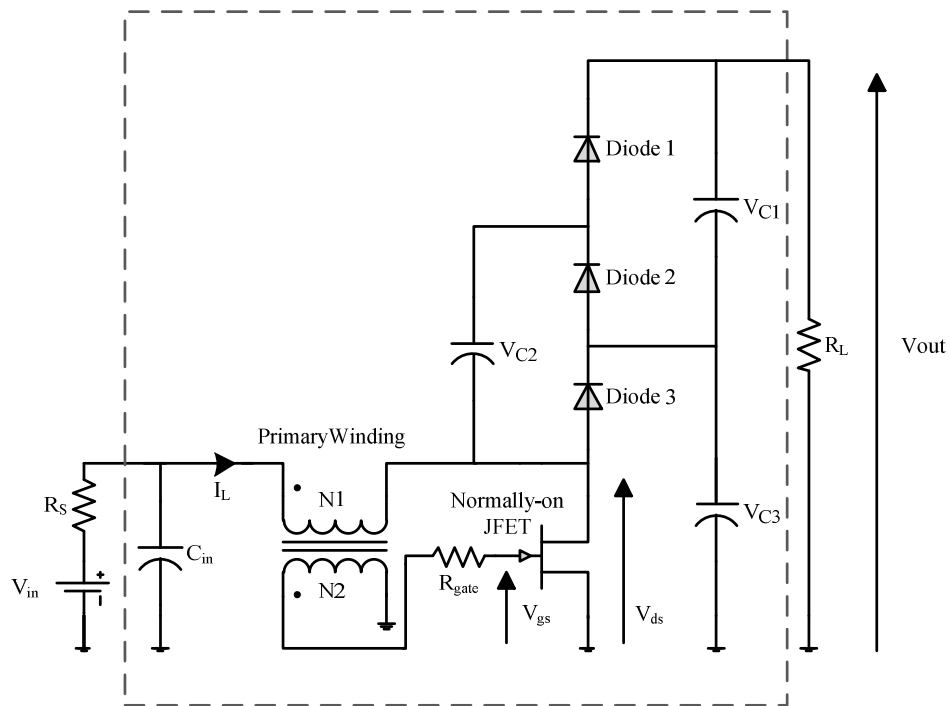 Diode 1
V_C1
Diode 2
V_C2
R_L
Vout
Diode 3
PrimaryWinding
R_S
I_L
N1
Normally-on
JFET
V_C3
C_in
V_in
+
N2
R_gate
V_gs
V_ds